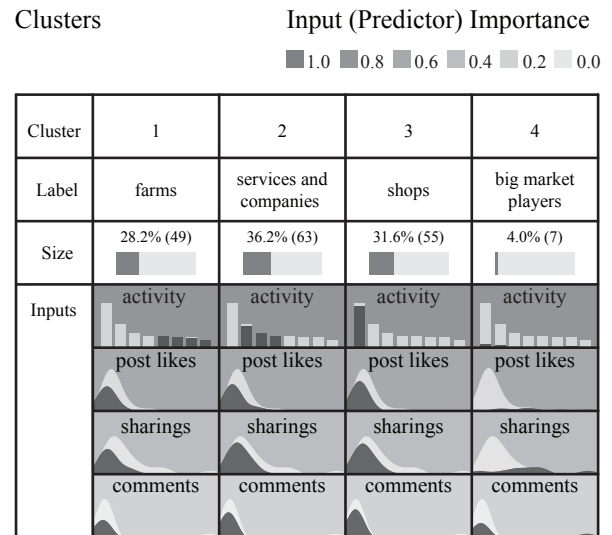 Clusters
Input (Predictor) Importance
1.0 0.8 0.6 0.4 0.2 0.0
Cluster 1 2 3 4
Label farms services and companies shops big market players
Size 28.2% (49) 36.2% (63) 31.6% (55) 4.0% (7)
Inputs activity activity activity activity
post likes post likes post likes post likes
sharings sharings sharings sharings
comments comments comments comments